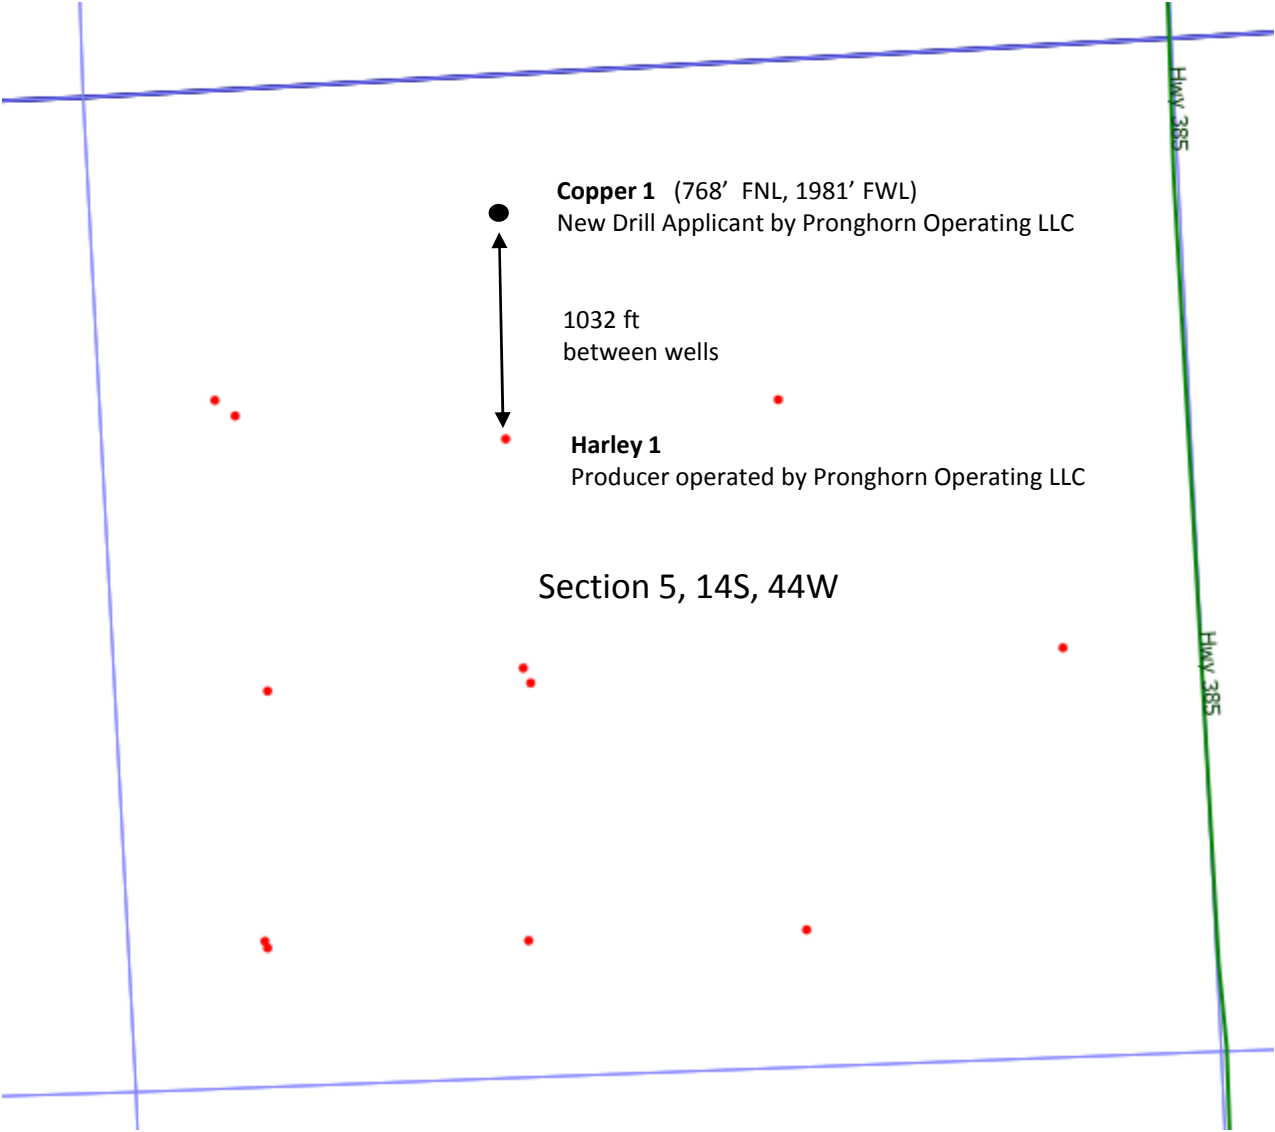 Hwy 385
Copper 1 (768’ FNL, 1981’ FWL)
New Drill Applicant by Pronghorn Operating LLC
1032 ft
between wells
Harley 1
Producer operated by Pronghorn Operating LLC
Section 5, 14S, 44W
Hwy 385